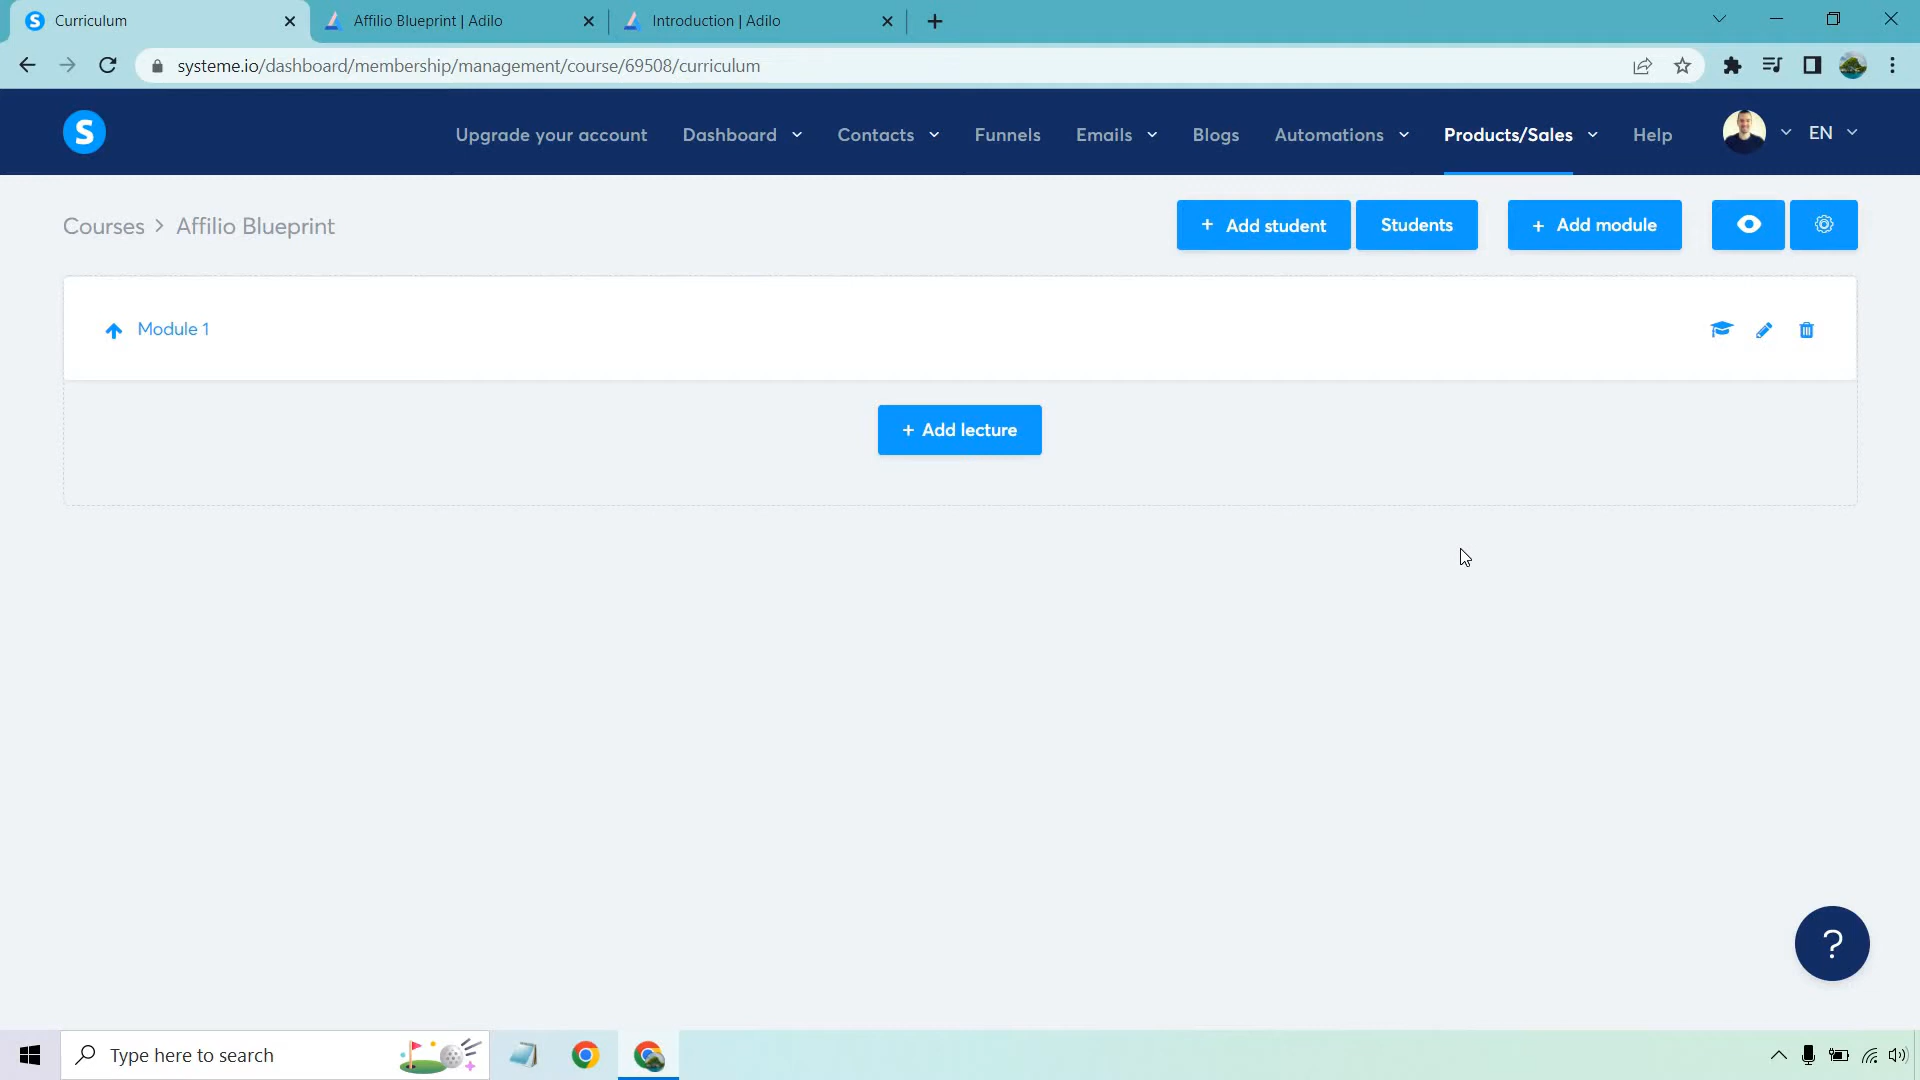 Curriculum
Affilio Blueprint | Adilo
Introduction | Adilo
systeme.io/dashboard/membership/management/course/69508/curriculum
S
Upgrade your account
Dashboard
Contacts
Funnels
Emails
Blogs
Automations
Products/Sales
Help
EN
Courses > Affilio Blueprint
+ Add student
Students
+ Add module
Module 1
+ Add lecture
?
Type here to search